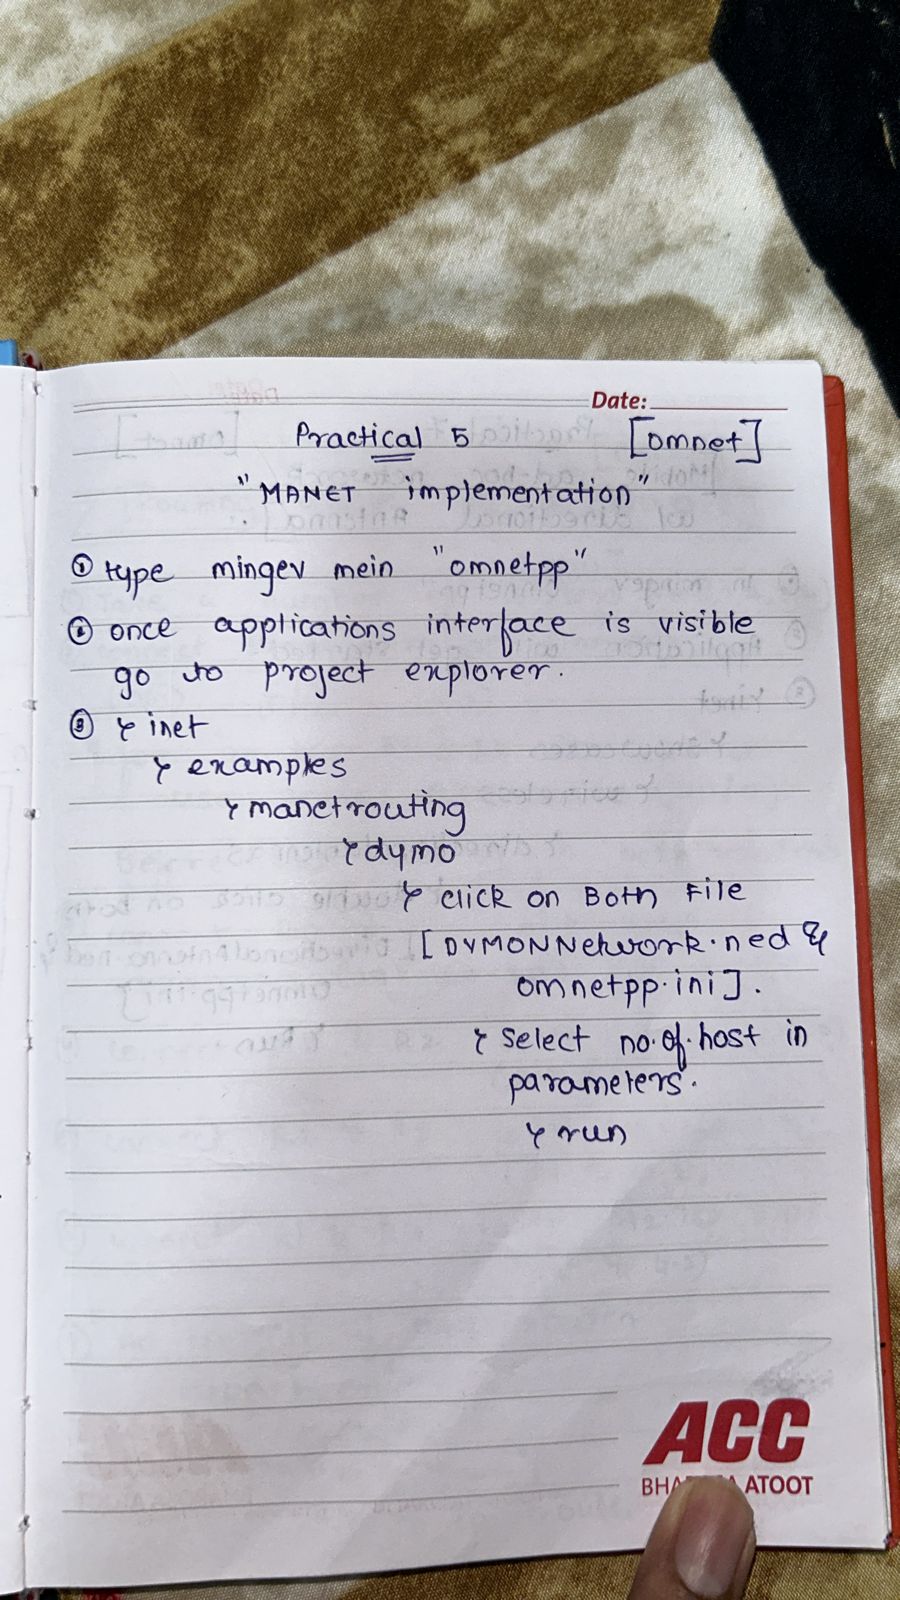 Date:
Practical 5 [omnet]
"MANET implementation"
① type mingev mein "omnetpp"
② once applications interface is visible
go to project explorer.
③ inet
examples
manetrouting
dymo
click on Both File
[DYMONNetwork.ned &
omnetpp.ini].
select no.of.host in
parameters.
run
ACC
ATOOT